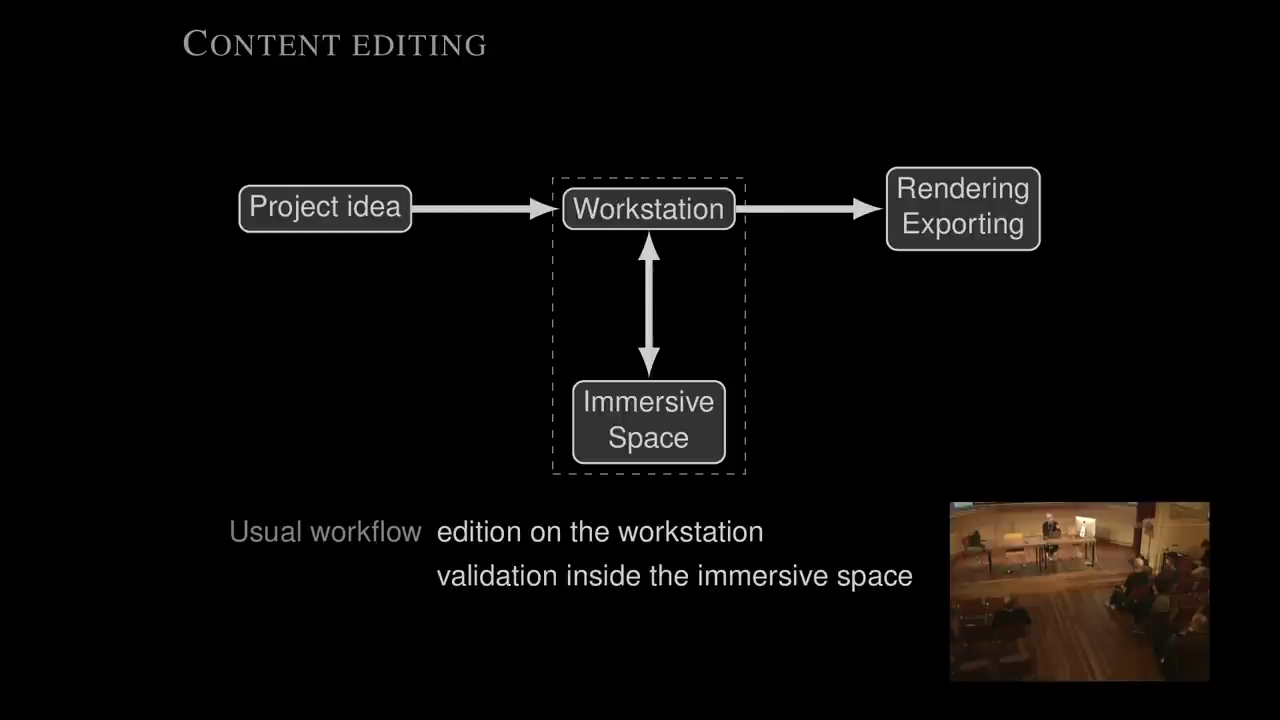 CONTENT EDITING
Project idea
Workstation
Rendering
Exporting
Immersive
Space
Usual workflow edition on the workstation
validation inside the immersive space